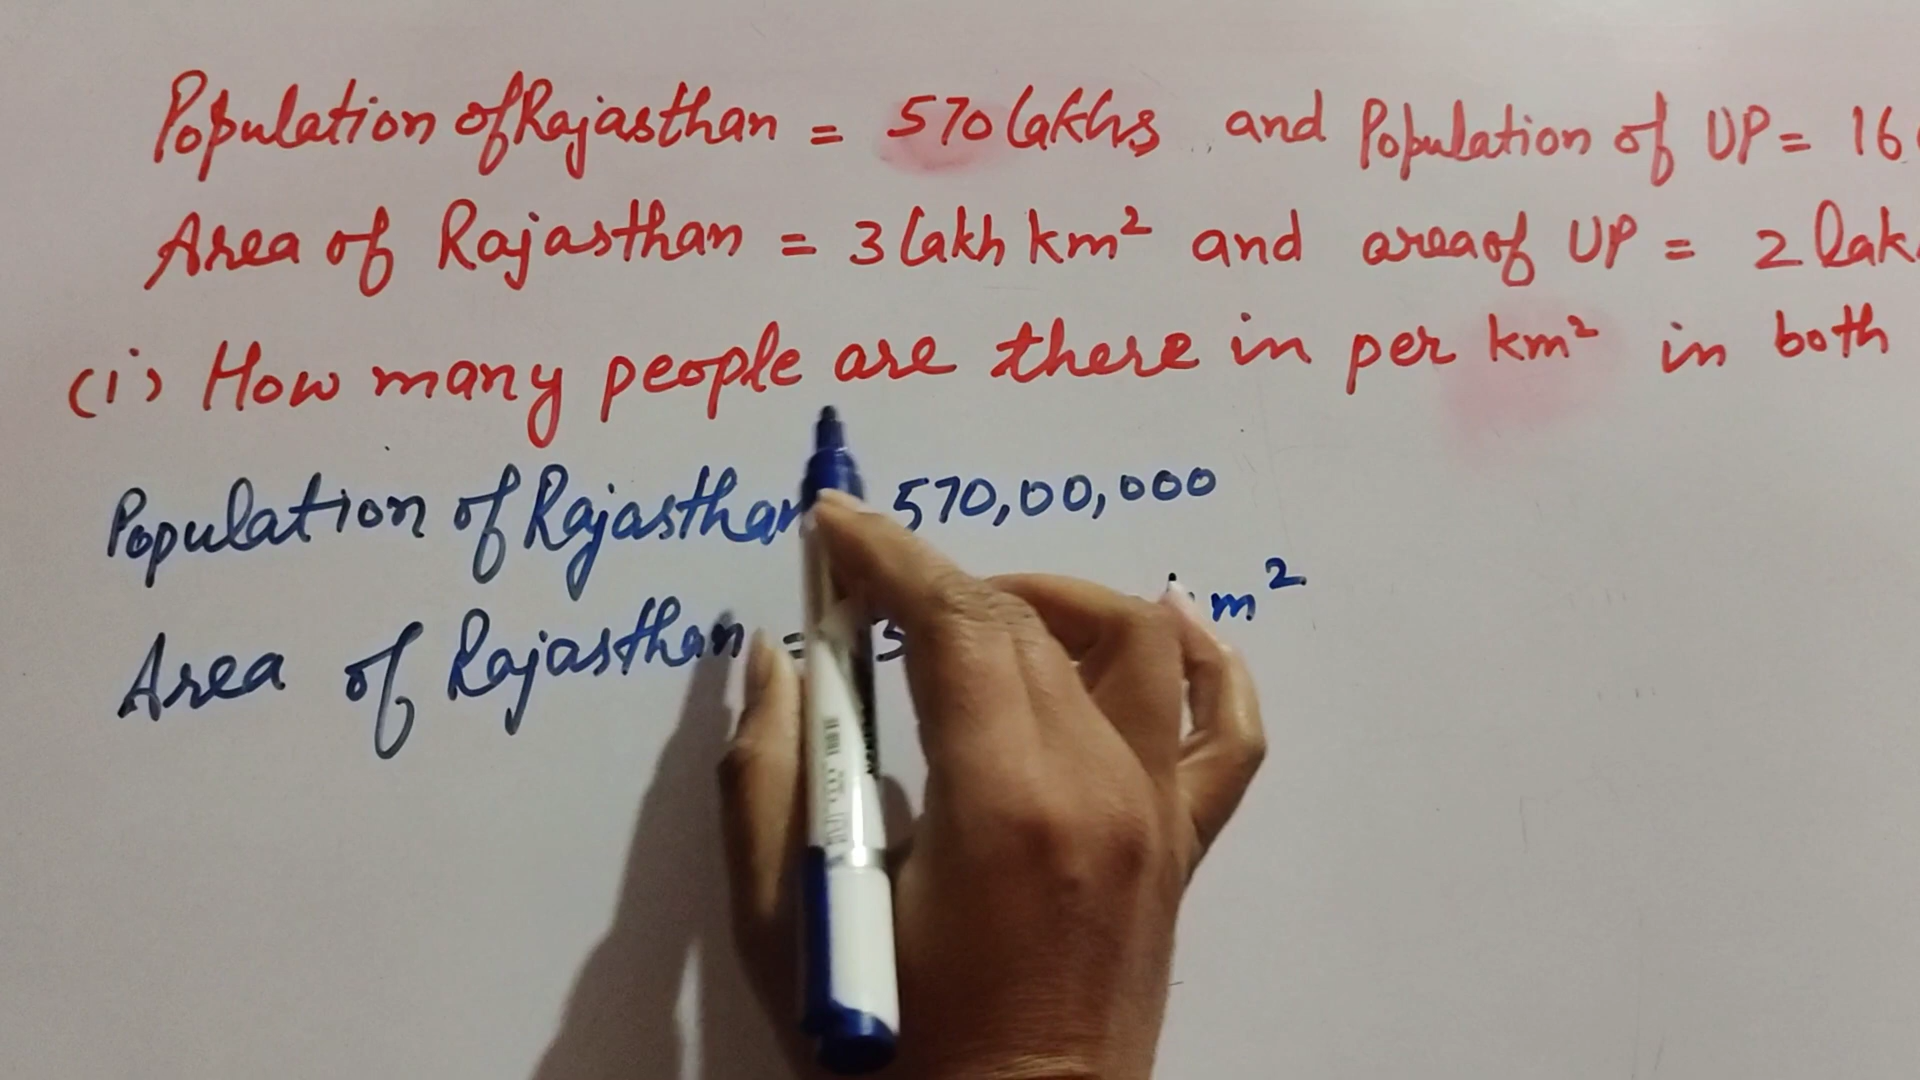 Population of Rajasthan = 570 lakhs and Population of UP = 16
Area of Rajasthan = 3 lakh km² and area of UP = 2 lak
(i) How many people are there in per km² in both
Population of Rajasthan 570,00,000
Area of Rajasthan = 3 m²